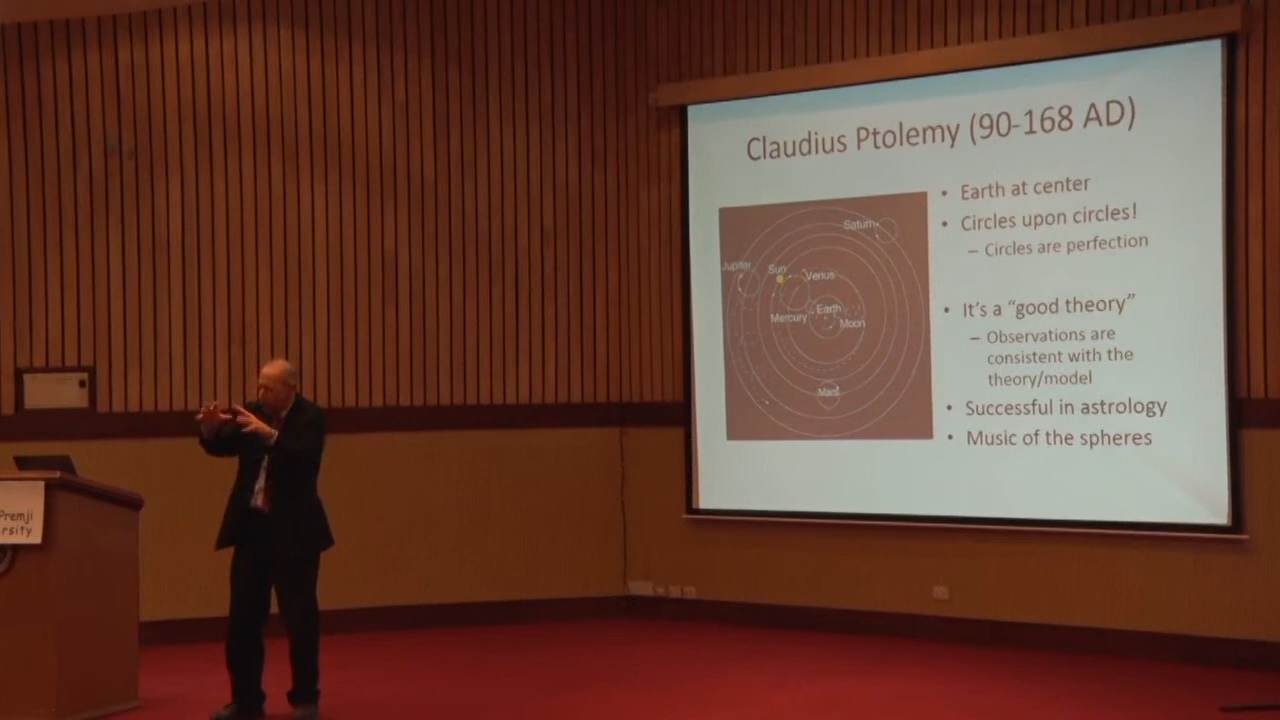 Claudius Ptolemy (90-168 AD)
• Earth at center
• Circles upon circles!
– Circles are perfection
• It's a “good theory”
– Observations are
consistent with the
theory/model
• Successful in astrology
• Music of the spheres
Saturn
Jupiter
Sun
Venus
Earth
Mercury
Moon
Mars
Premji
rsity